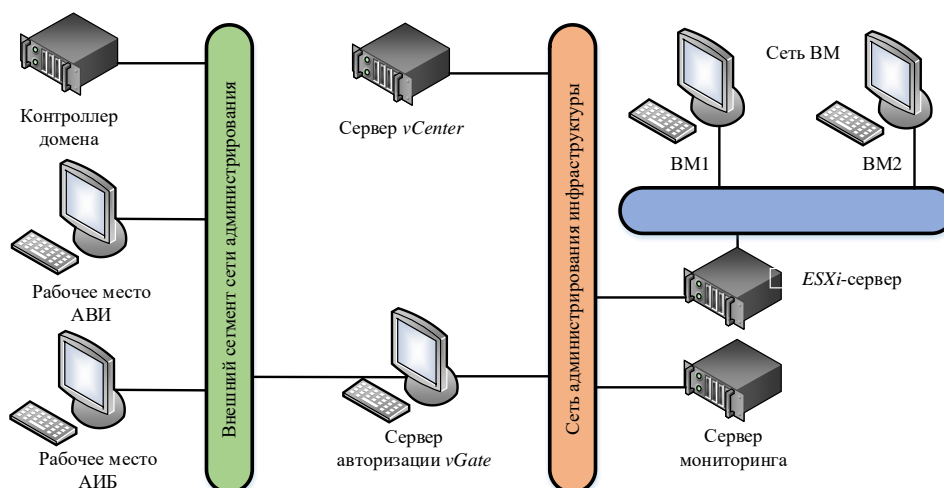 Контроллер
домена
Рабочее место
АВИ
Рабочее место
АИБ
Внешний сегмент сети администрирования
Сервер vCenter
Сервер
авторизации vGate
Сеть администрирования инфраструктуры
Сеть ВМ
ВМ1
ВМ2
ESXi-сервер
Сервер
мониторинга